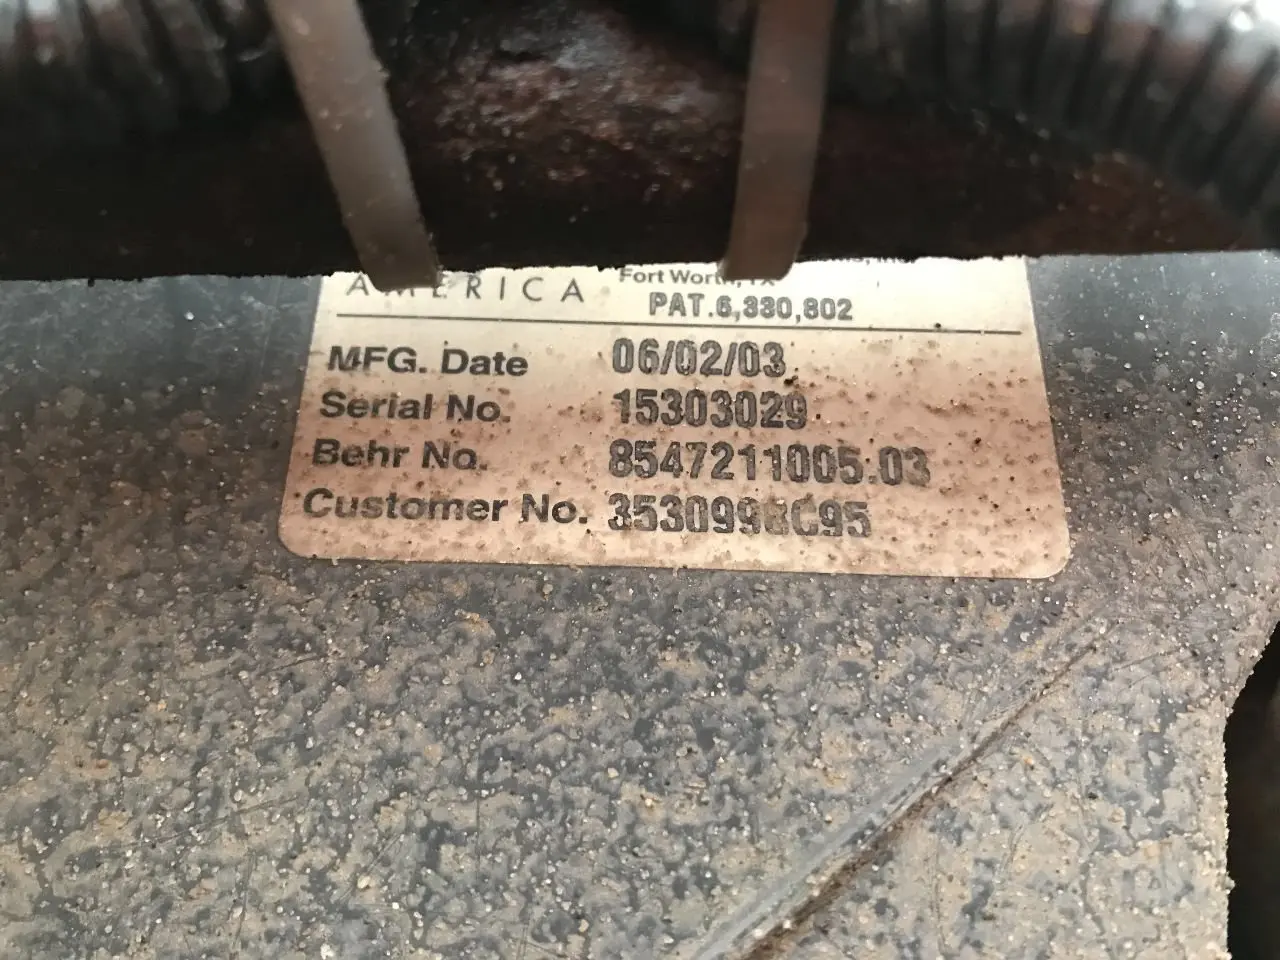 AMERICA
Fort Worth, TX
PAT.6,330,802
MFG. Date 06/02/03
Serial No. 15303029
Behr No. 8547211005.03
Customer No. 3530998C95